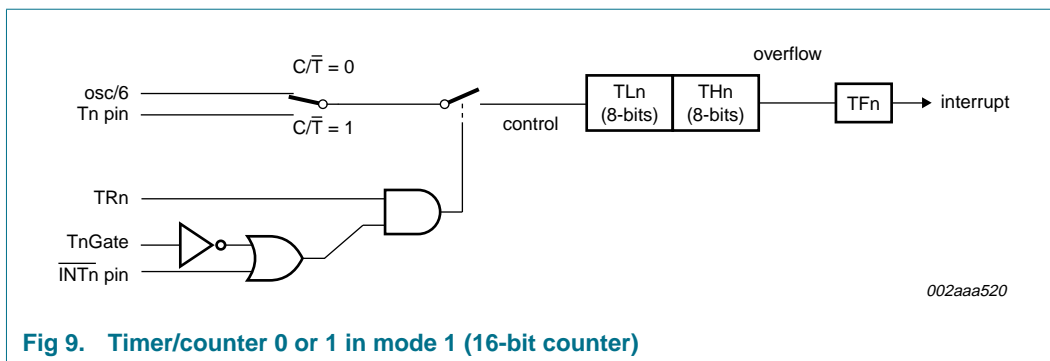 overflow
C/T̅ = 0
osc/6
Tn pin
C/T̅ = 1
control
TLn
(8-bits)
THn
(8-bits)
TFn
interrupt
TRn
TnGate
I̅N̅T̅n̅ pin
002aaa520
Fig 9. Timer/counter 0 or 1 in mode 1 (16-bit counter)